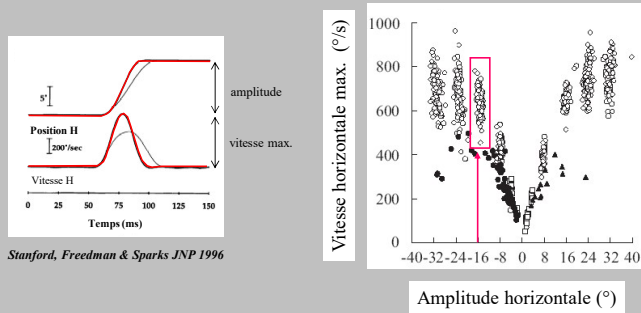 5°
Position H
200°/sec
Vitesse H
0 25 50 75 100 125 150
Temps (ms)
amplitude
vitesse max.
Stanford, Freedman & Sparks JNP 1996
Vitesse horizontale max. (°/s)
1000
800
600
400
200
0
-40 -32 -24 -16 -8 0 8 16 24 32 40
Amplitude horizontale (°)